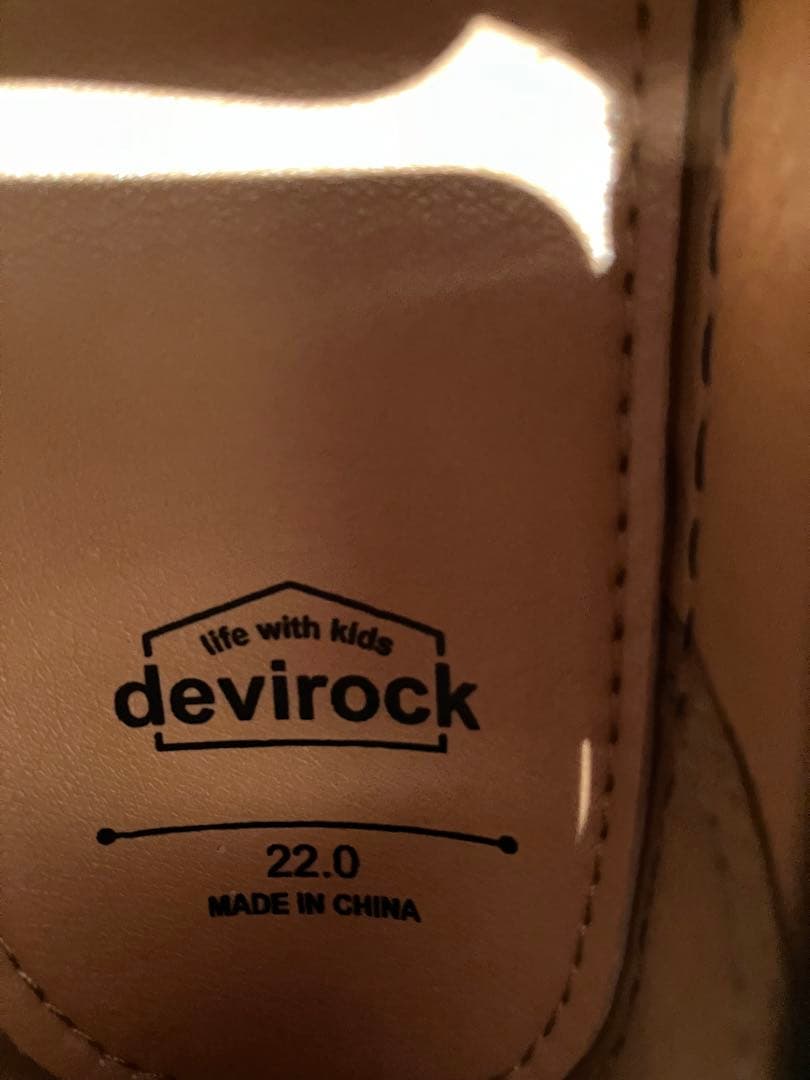 life with kids
devirock
22.0
MADE IN CHINA